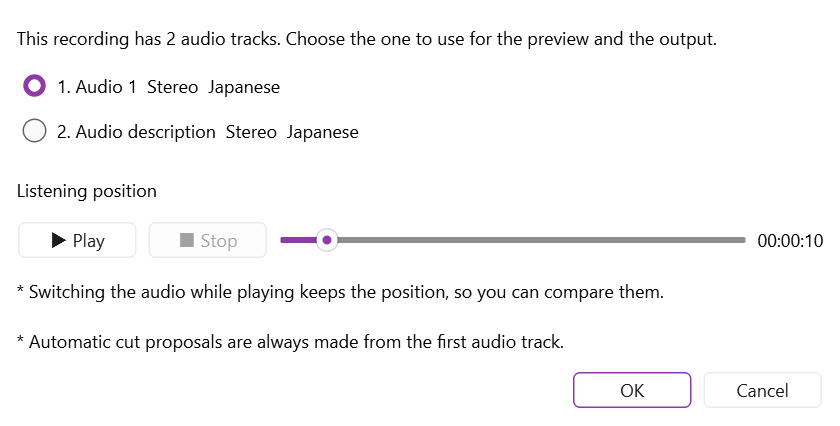 This recording has 2 audio tracks. Choose the one to use for the preview and the output.
1. Audio 1 Stereo Japanese
2. Audio description Stereo Japanese
Listening position
Play Stop 00:00:10
* Switching the audio while playing keeps the position, so you can compare them.
* Automatic cut proposals are always made from the first audio track.
OK Cancel